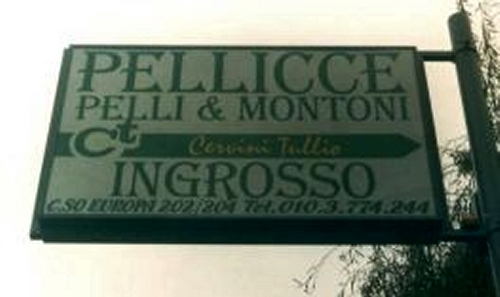 PELLICCE
PELLI & MONTONI
Ct Cervini Tullio
INGROSSO
C.SO EUROPA 202/204 Tel. 010.3.774.244